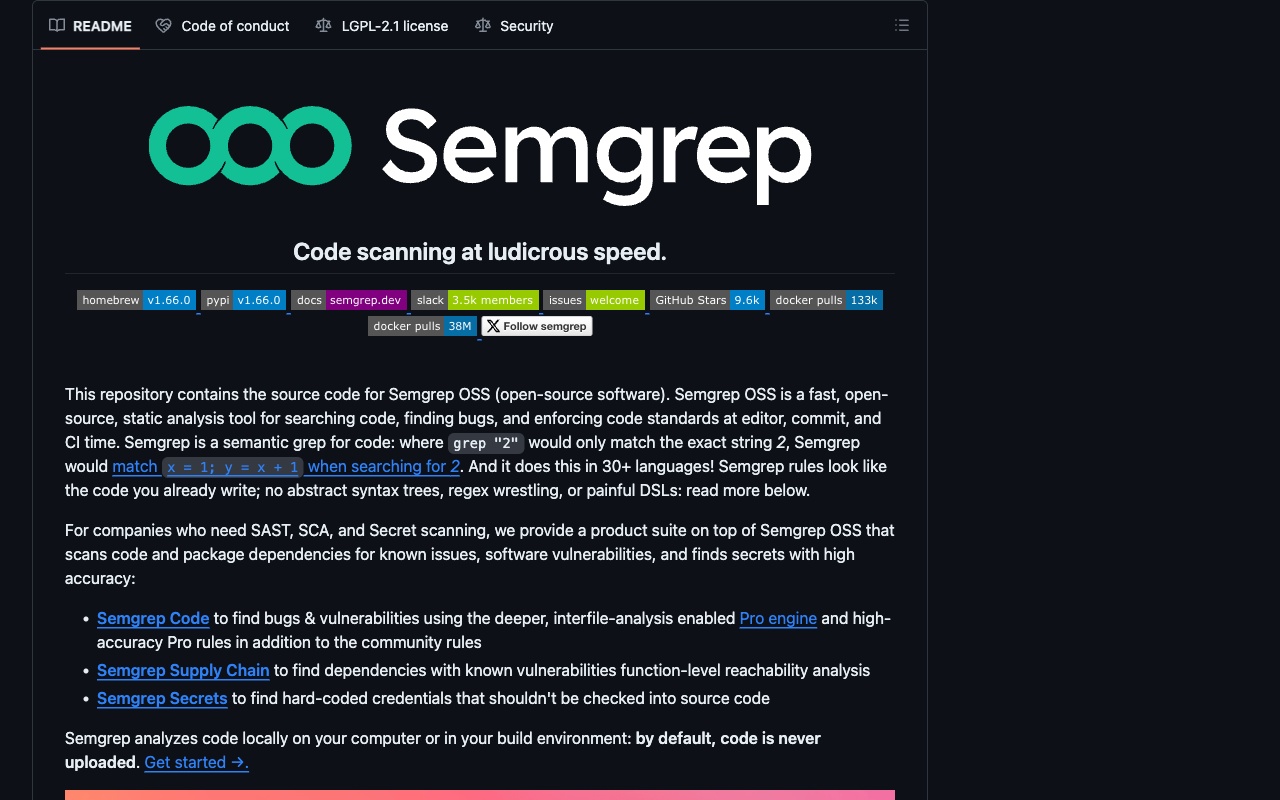 README Code of conduct LGPL-2.1 license Security
Semgrep
Code scanning at ludicrous speed.
homebrew v1.66.0 pypi v1.66.0 docs semgrep.dev slack 3.5k members issues welcome GitHub Stars 9.6k docker pulls 133k
docker pulls 38M X Follow semgrep
This repository contains the source code for Semgrep OSS (open-source software). Semgrep OSS is a fast, open-
source, static analysis tool for searching code, finding bugs, and enforcing code standards at editor, commit, and
CI time. Semgrep is a semantic grep for code: where grep "2" would only match the exact string 2, Semgrep
would match x = 1; y = x + 1 when searching for 2. And it does this in 30+ languages! Semgrep rules look like
the code you already write; no abstract syntax trees, regex wrestling, or painful DSLs: read more below.
For companies who need SAST, SCA, and Secret scanning, we provide a product suite on top of Semgrep OSS that
scans code and package dependencies for known issues, software vulnerabilities, and finds secrets with high
accuracy:
• Semgrep Code to find bugs & vulnerabilities using the deeper, interfile-analysis enabled Pro engine and high-
accuracy Pro rules in addition to the community rules
• Semgrep Supply Chain to find dependencies with known vulnerabilities function-level reachability analysis
• Semgrep Secrets to find hard-coded credentials that shouldn't be checked into source code
Semgrep analyzes code locally on your computer or in your build environment: by default, code is never
uploaded. Get started →.